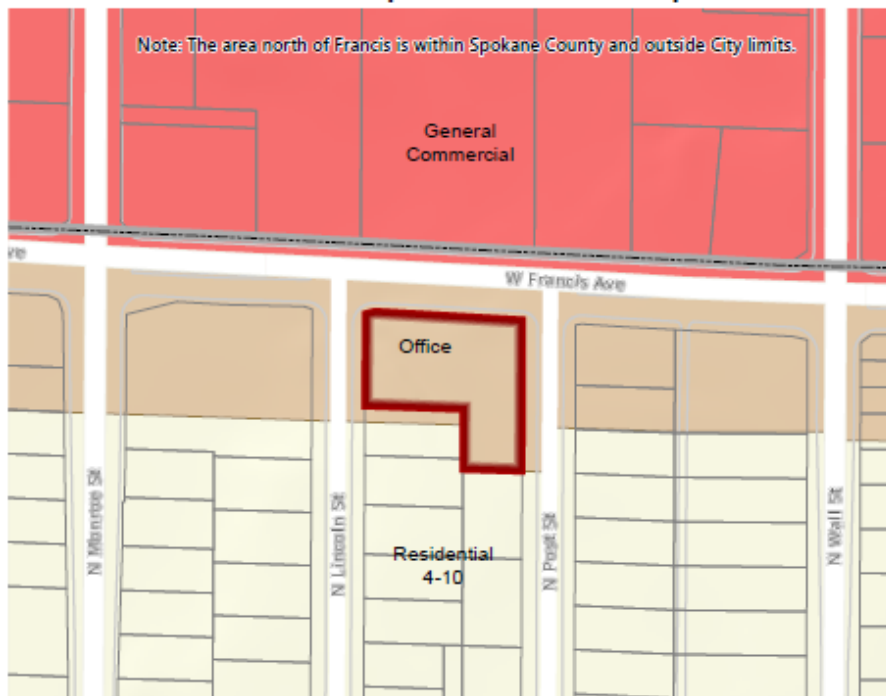 Note: The area north of Francis is within Spokane County and outside City limits.
General
Commercial
ve
W Francis Ave
Office
N Monroe St
N Lincoln St
N Post St
N Wall St
Residential
4-10